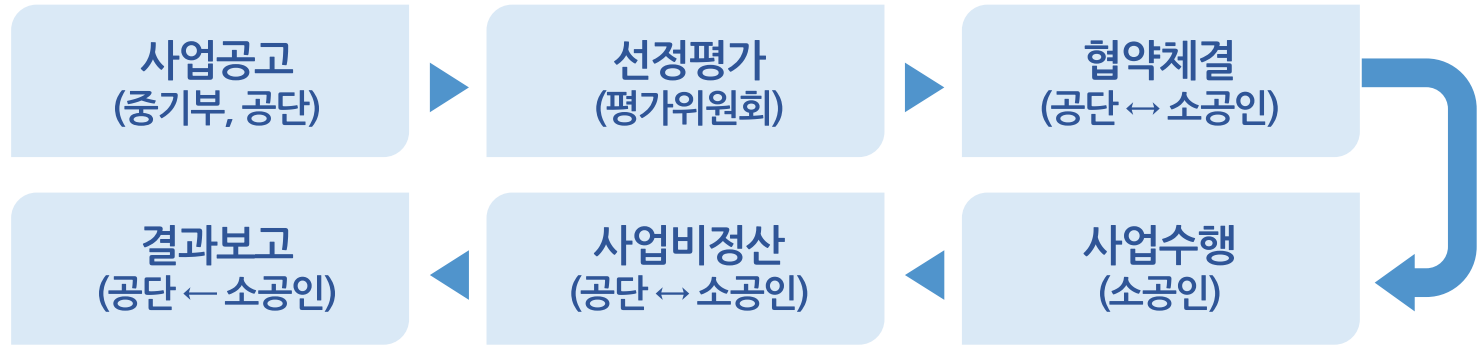 사업공고
(중기부, 공단)
선정평가
(평가위원회)
협약체결
(공단 ↔ 소공인)
사업수행
(소공인)
사업비정산
(공단 ↔ 소공인)
결과보고
(공단 ← 소공인)